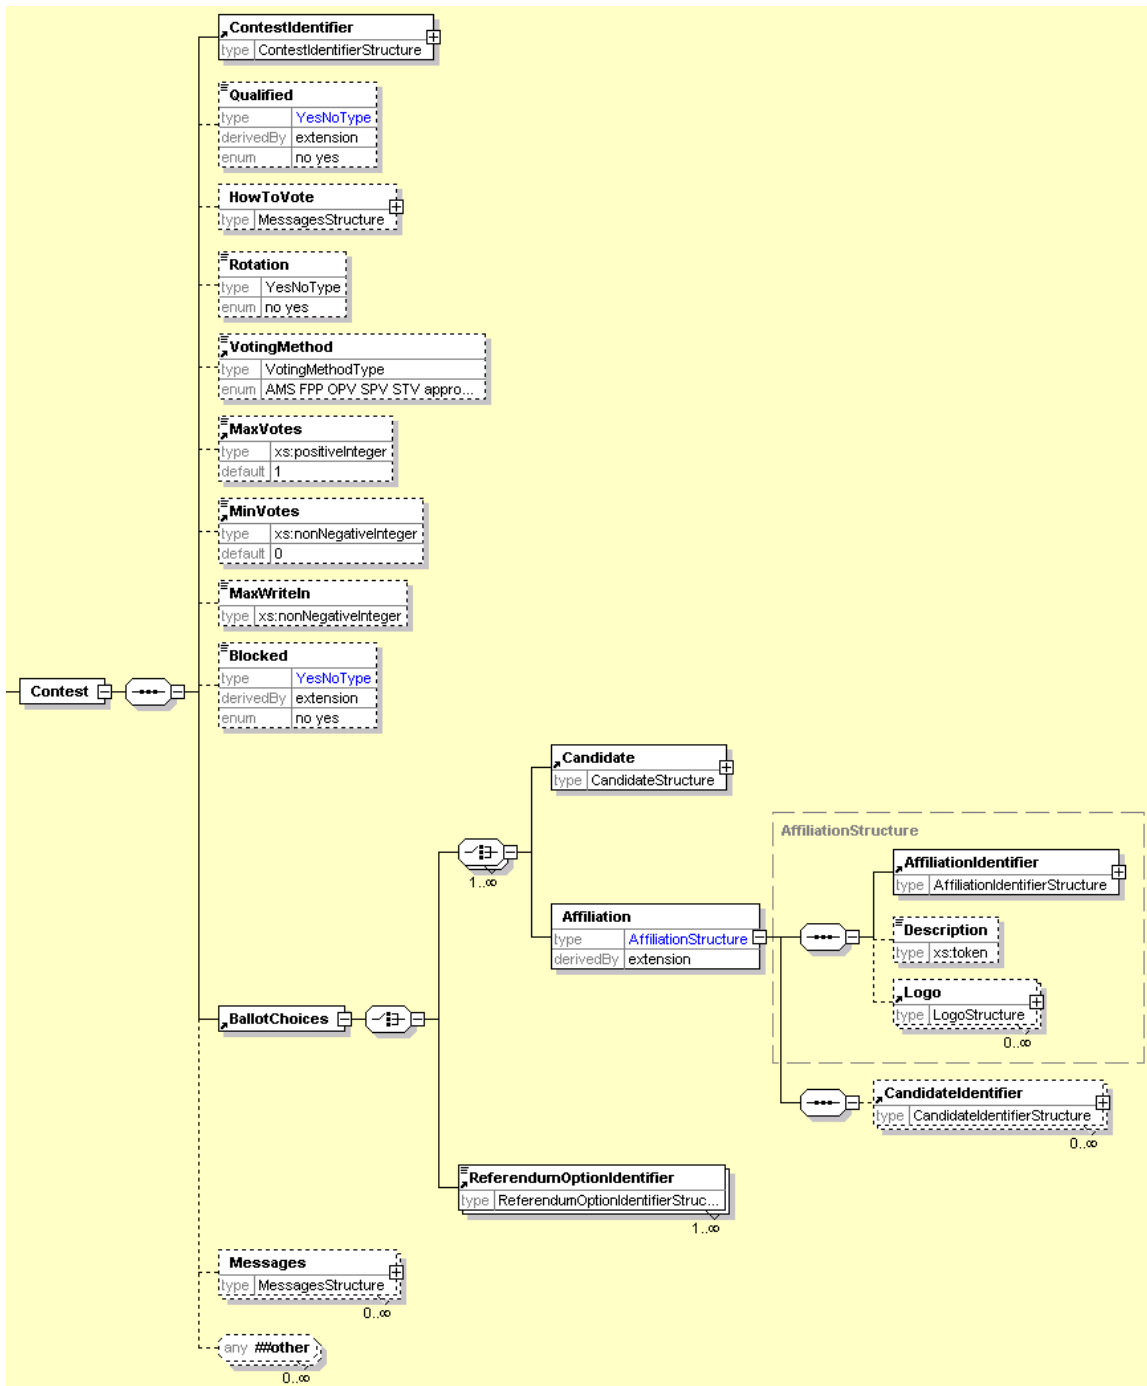 ContestIdentifier
type ContestIdentifierStructure
Qualified
type YesNoType
derivedBy extension
enum no yes
HowToVote
type MessagesStructure
Rotation
type YesNoType
enum no yes
VotingMethod
type VotingMethodType
enum AMS FPP OPV SPV STV appro...
MaxVotes
type xs:positiveInteger
default 1
MinVotes
type xs:nonNegativeInteger
default 0
MaxWriteIn
type xs:nonNegativeInteger
Blocked
type YesNoType
derivedBy extension
enum no yes
Contest
Candidate
type CandidateStructure
1..∞
Affiliation
type AffiliationStructure
derivedBy extension
AffiliationStructure
AffiliationIdentifier
type AffiliationIdentifierStructure
Description
type xs:token
Logo
type LogoStructure
0..∞
BallotChoices
CandidateIdentifier
type CandidateIdentifierStructure
0..∞
ReferendumOptionIdentifier
type ReferendumOptionIdentifierStruc...
1..∞
Messages
type MessagesStructure
0..∞
any ##other
0..∞